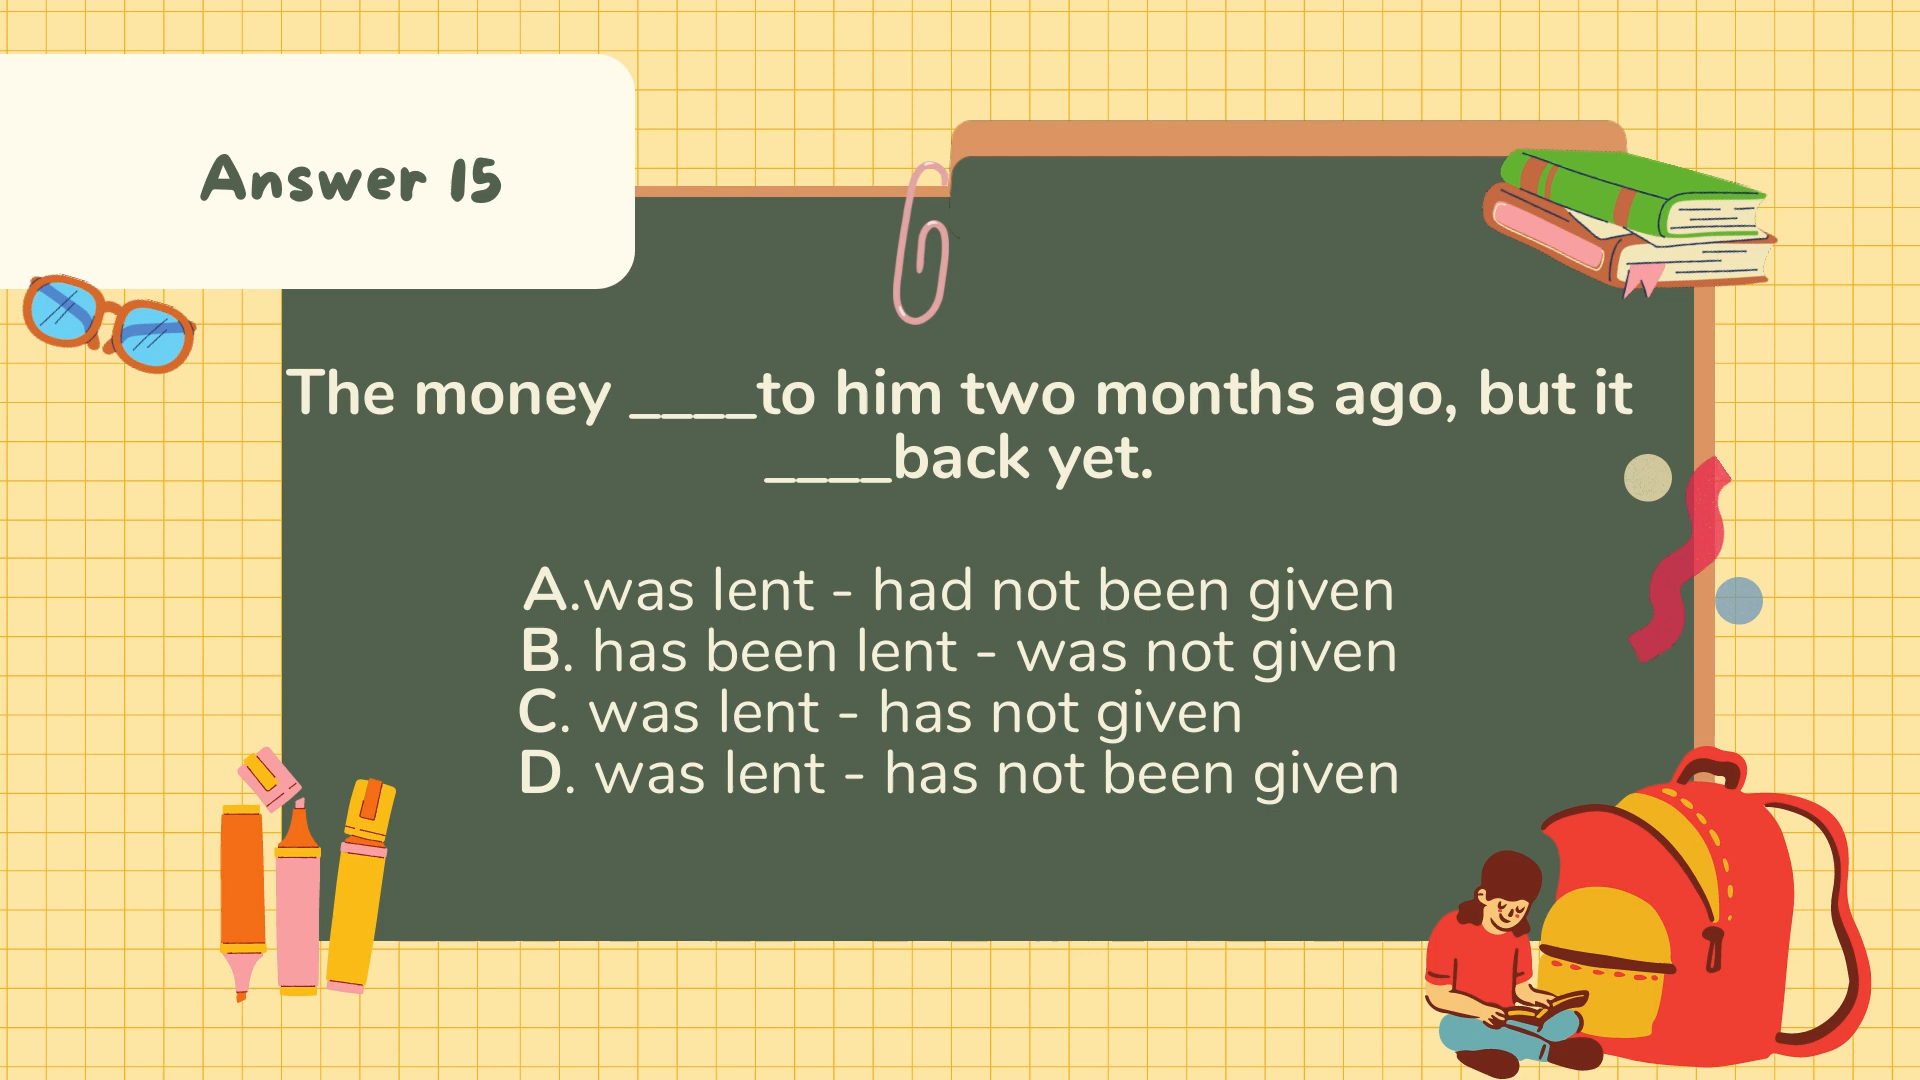 Answer 15
The money ____to him two months ago, but it
____back yet.
A.was lent - had not been given
B. has been lent - was not given
C. was lent - has not given
D. was lent - has not been given